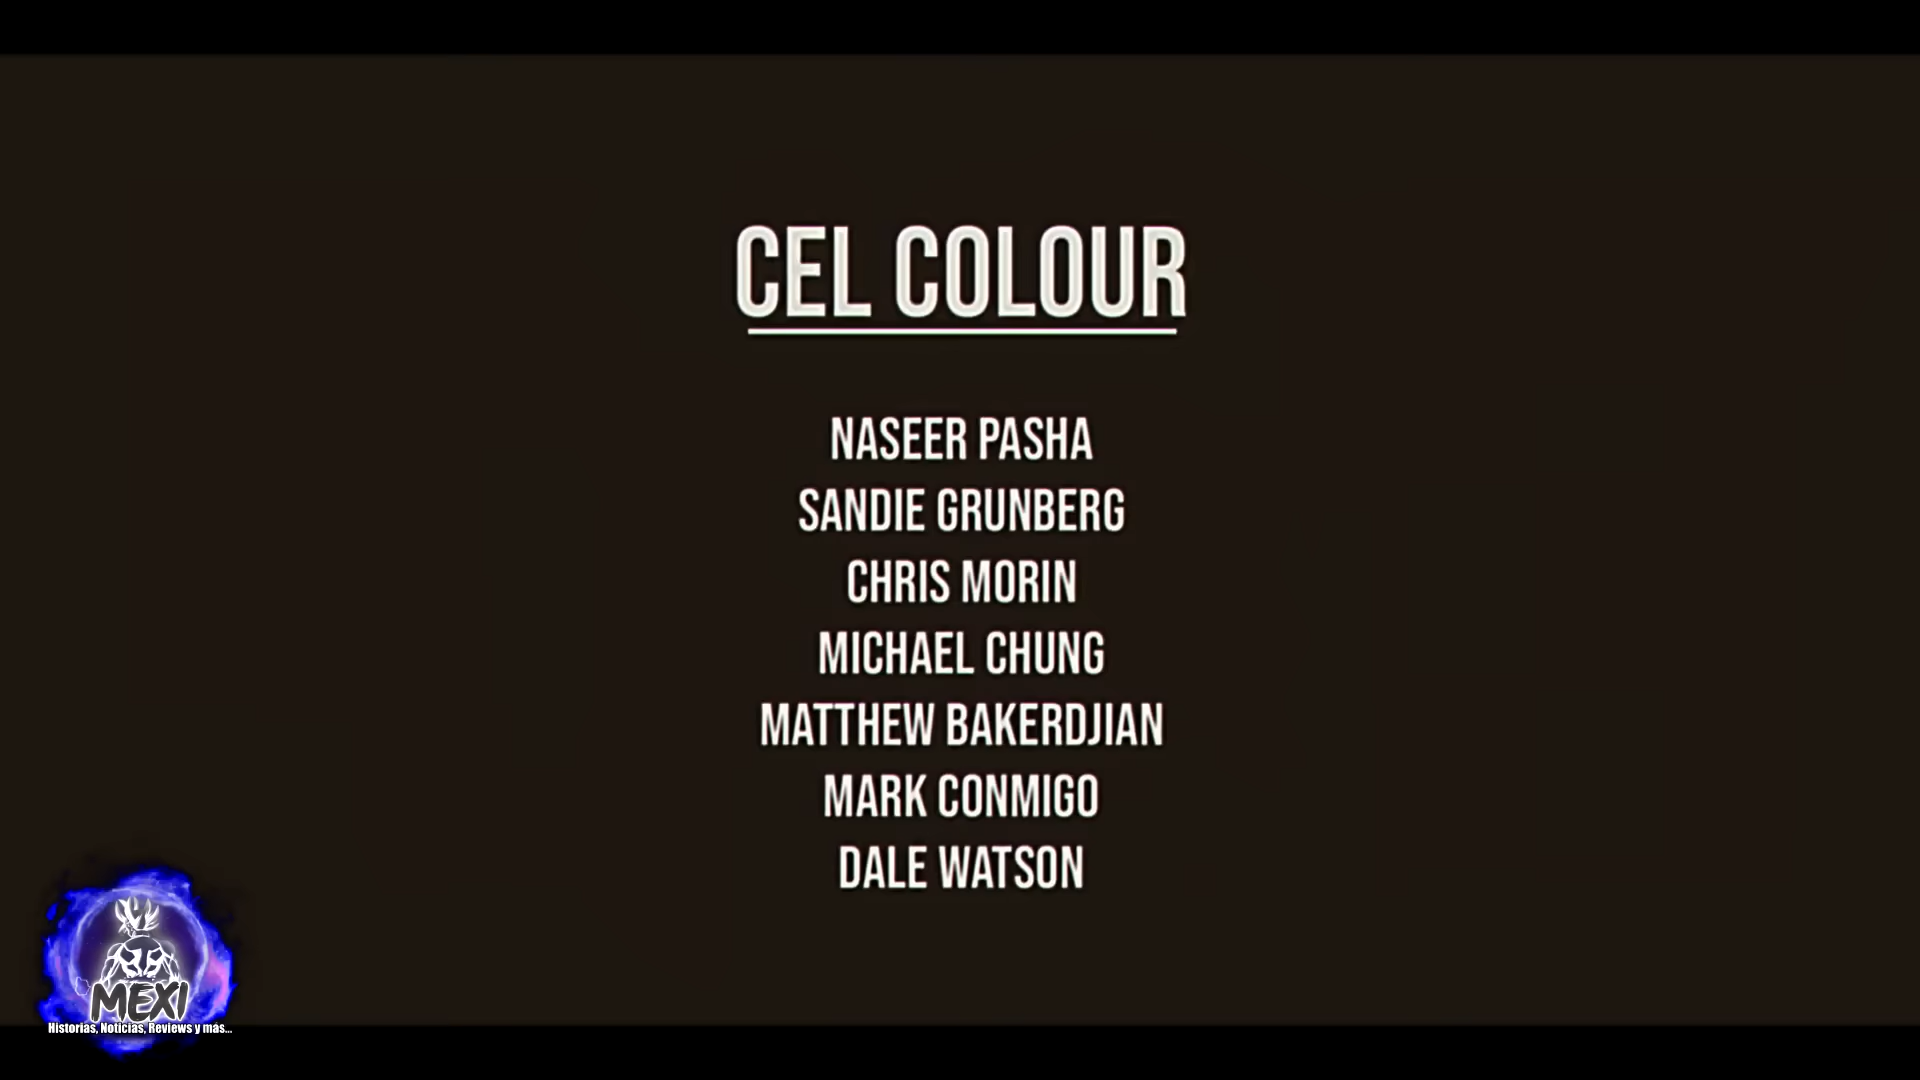 CEL COLOUR
NASEER PASHA
SANDIE GRUNBERG
CHRIS MORIN
MICHAEL CHUNG
MATTHEW BAKERDJIAN
MARK CONMIGO
DALE WATSON
MEXI
Historias, Noticias, Reviews y más...